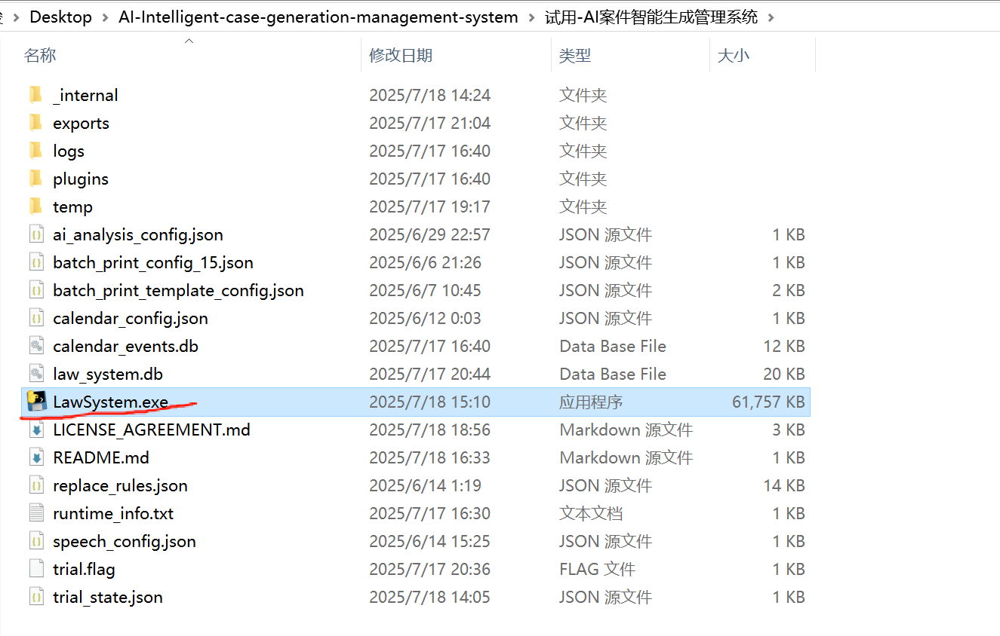 Desktop > AI-Intelligent-case-generation-management-system > 试用-AI案件智能生成管理系统 >
名称 修改日期 类型 大小
_internal 2025/7/18 14:24 文件夹
exports 2025/7/17 21:04 文件夹
logs 2025/7/17 16:40 文件夹
plugins 2025/7/17 16:40 文件夹
temp 2025/7/17 19:17 文件夹
ai_analysis_config.json 2025/6/29 22:57 JSON 源文件 1 KB
batch_print_config_15.json 2025/6/6 21:26 JSON 源文件 1 KB
batch_print_template_config.json 2025/6/7 10:45 JSON 源文件 2 KB
calendar_config.json 2025/6/12 0:03 JSON 源文件 1 KB
calendar_events.db 2025/7/17 16:40 Data Base File 12 KB
law_system.db 2025/7/17 20:44 Data Base File 20 KB
LawSystem.exe 2025/7/18 15:10 应用程序 61,757 KB
LICENSE_AGREEMENT.md 2025/7/18 18:56 Markdown 源文件 3 KB
README.md 2025/7/18 16:33 Markdown 源文件 1 KB
replace_rules.json 2025/6/14 1:19 JSON 源文件 14 KB
runtime_info.txt 2025/7/17 16:30 文本文档 1 KB
speech_config.json 2025/6/14 15:25 JSON 源文件 1 KB
trial.flag 2025/7/17 20:36 FLAG 文件 1 KB
trial_state.json 2025/7/18 14:05 JSON 源文件 1 KB